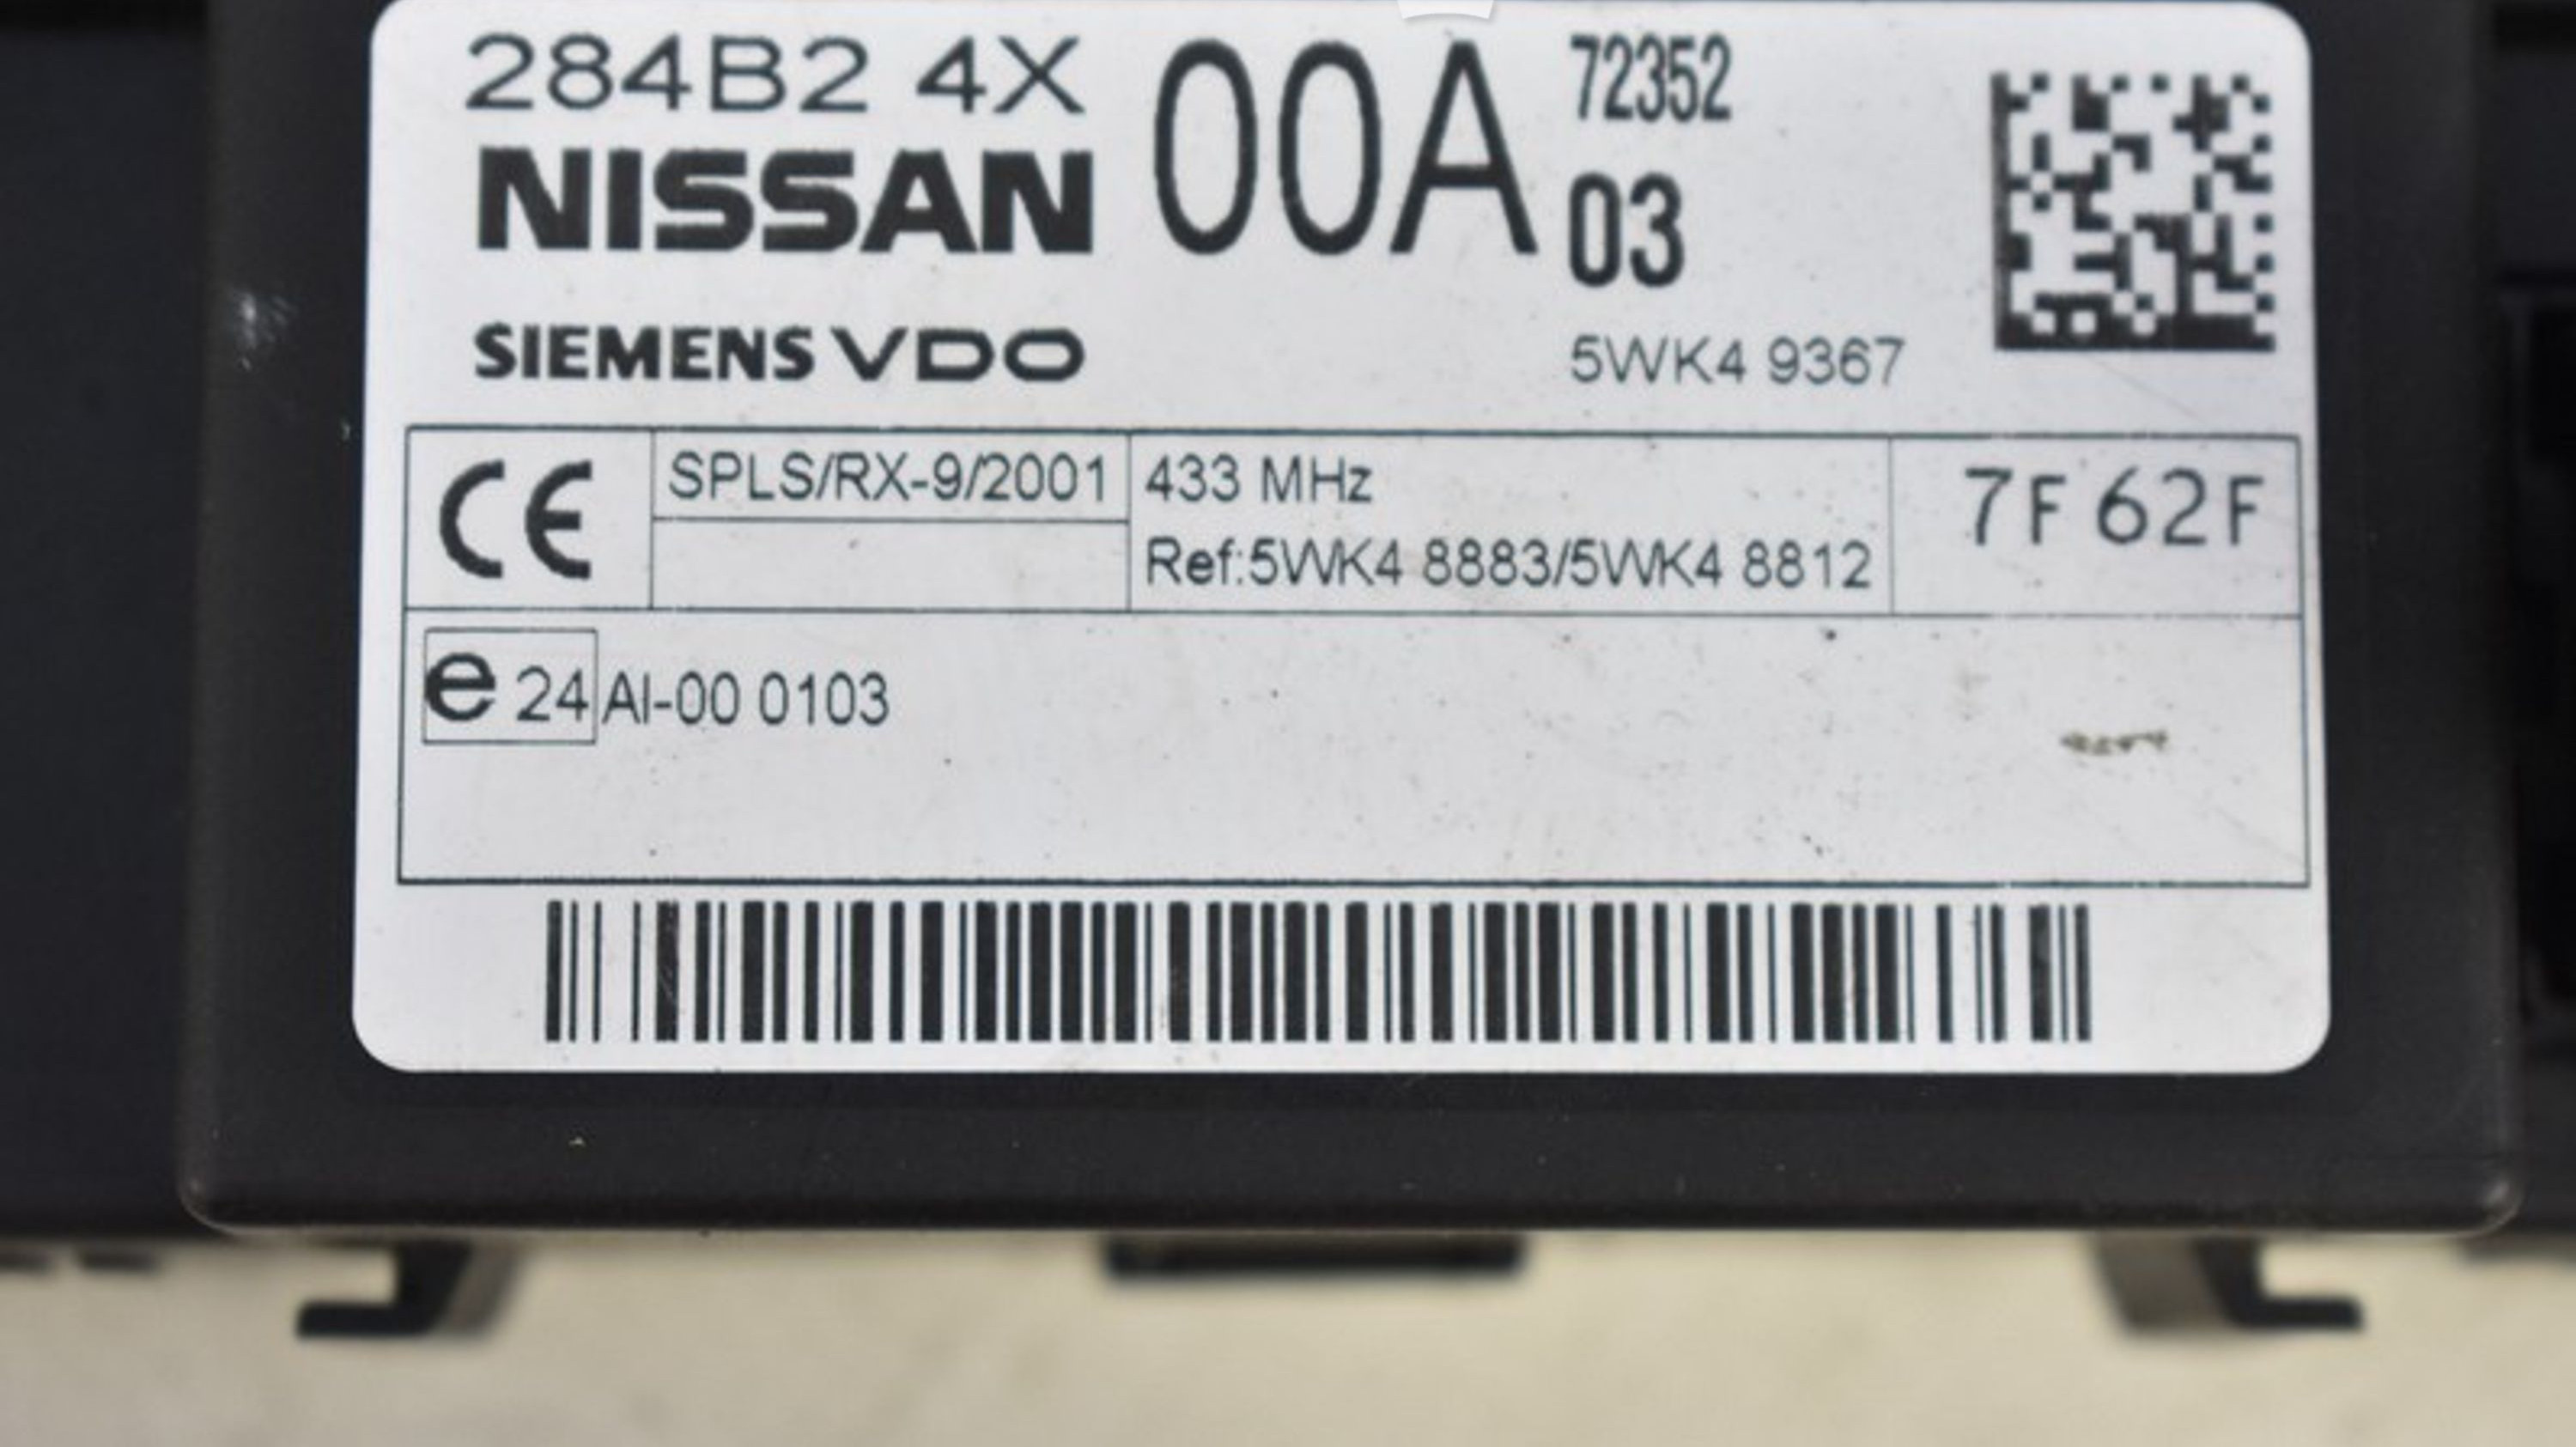 284B2 4X 00A 72352
NISSAN 03
SIEMENS VDO 5WK4 9367
CE SPLS/RX-9/2001 433 MHz 7F 62F
Ref:5WK4 8883/5WK4 8812
e 24 AI-00 0103